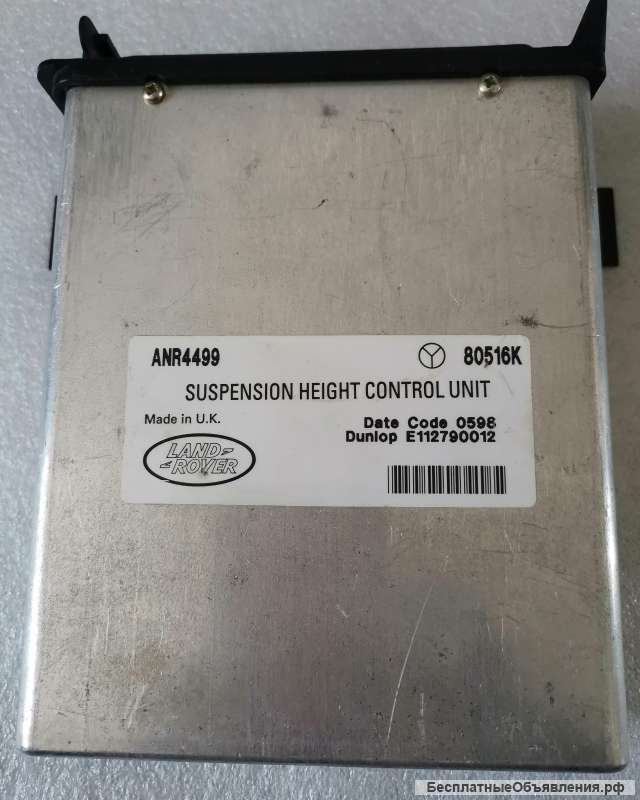 ANR4499 80516K
SUSPENSION HEIGHT CONTROL UNIT
Made in U.K. Date Code 0598
Dunlop E112790012
LAND
ROVER
БесплатныеОбъявления.рф